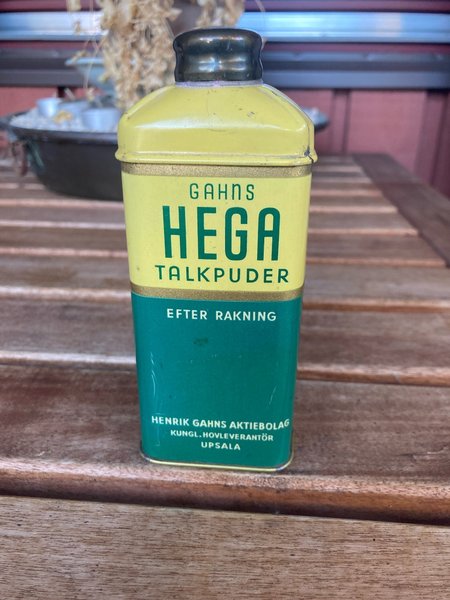 GAHNS
HEGA
TALKPUDER
EFTER RAKNING
HENRIK GAHNS AKTIEBOLAG
KUNGL. HOVLEVERANTÖR
UPSALA